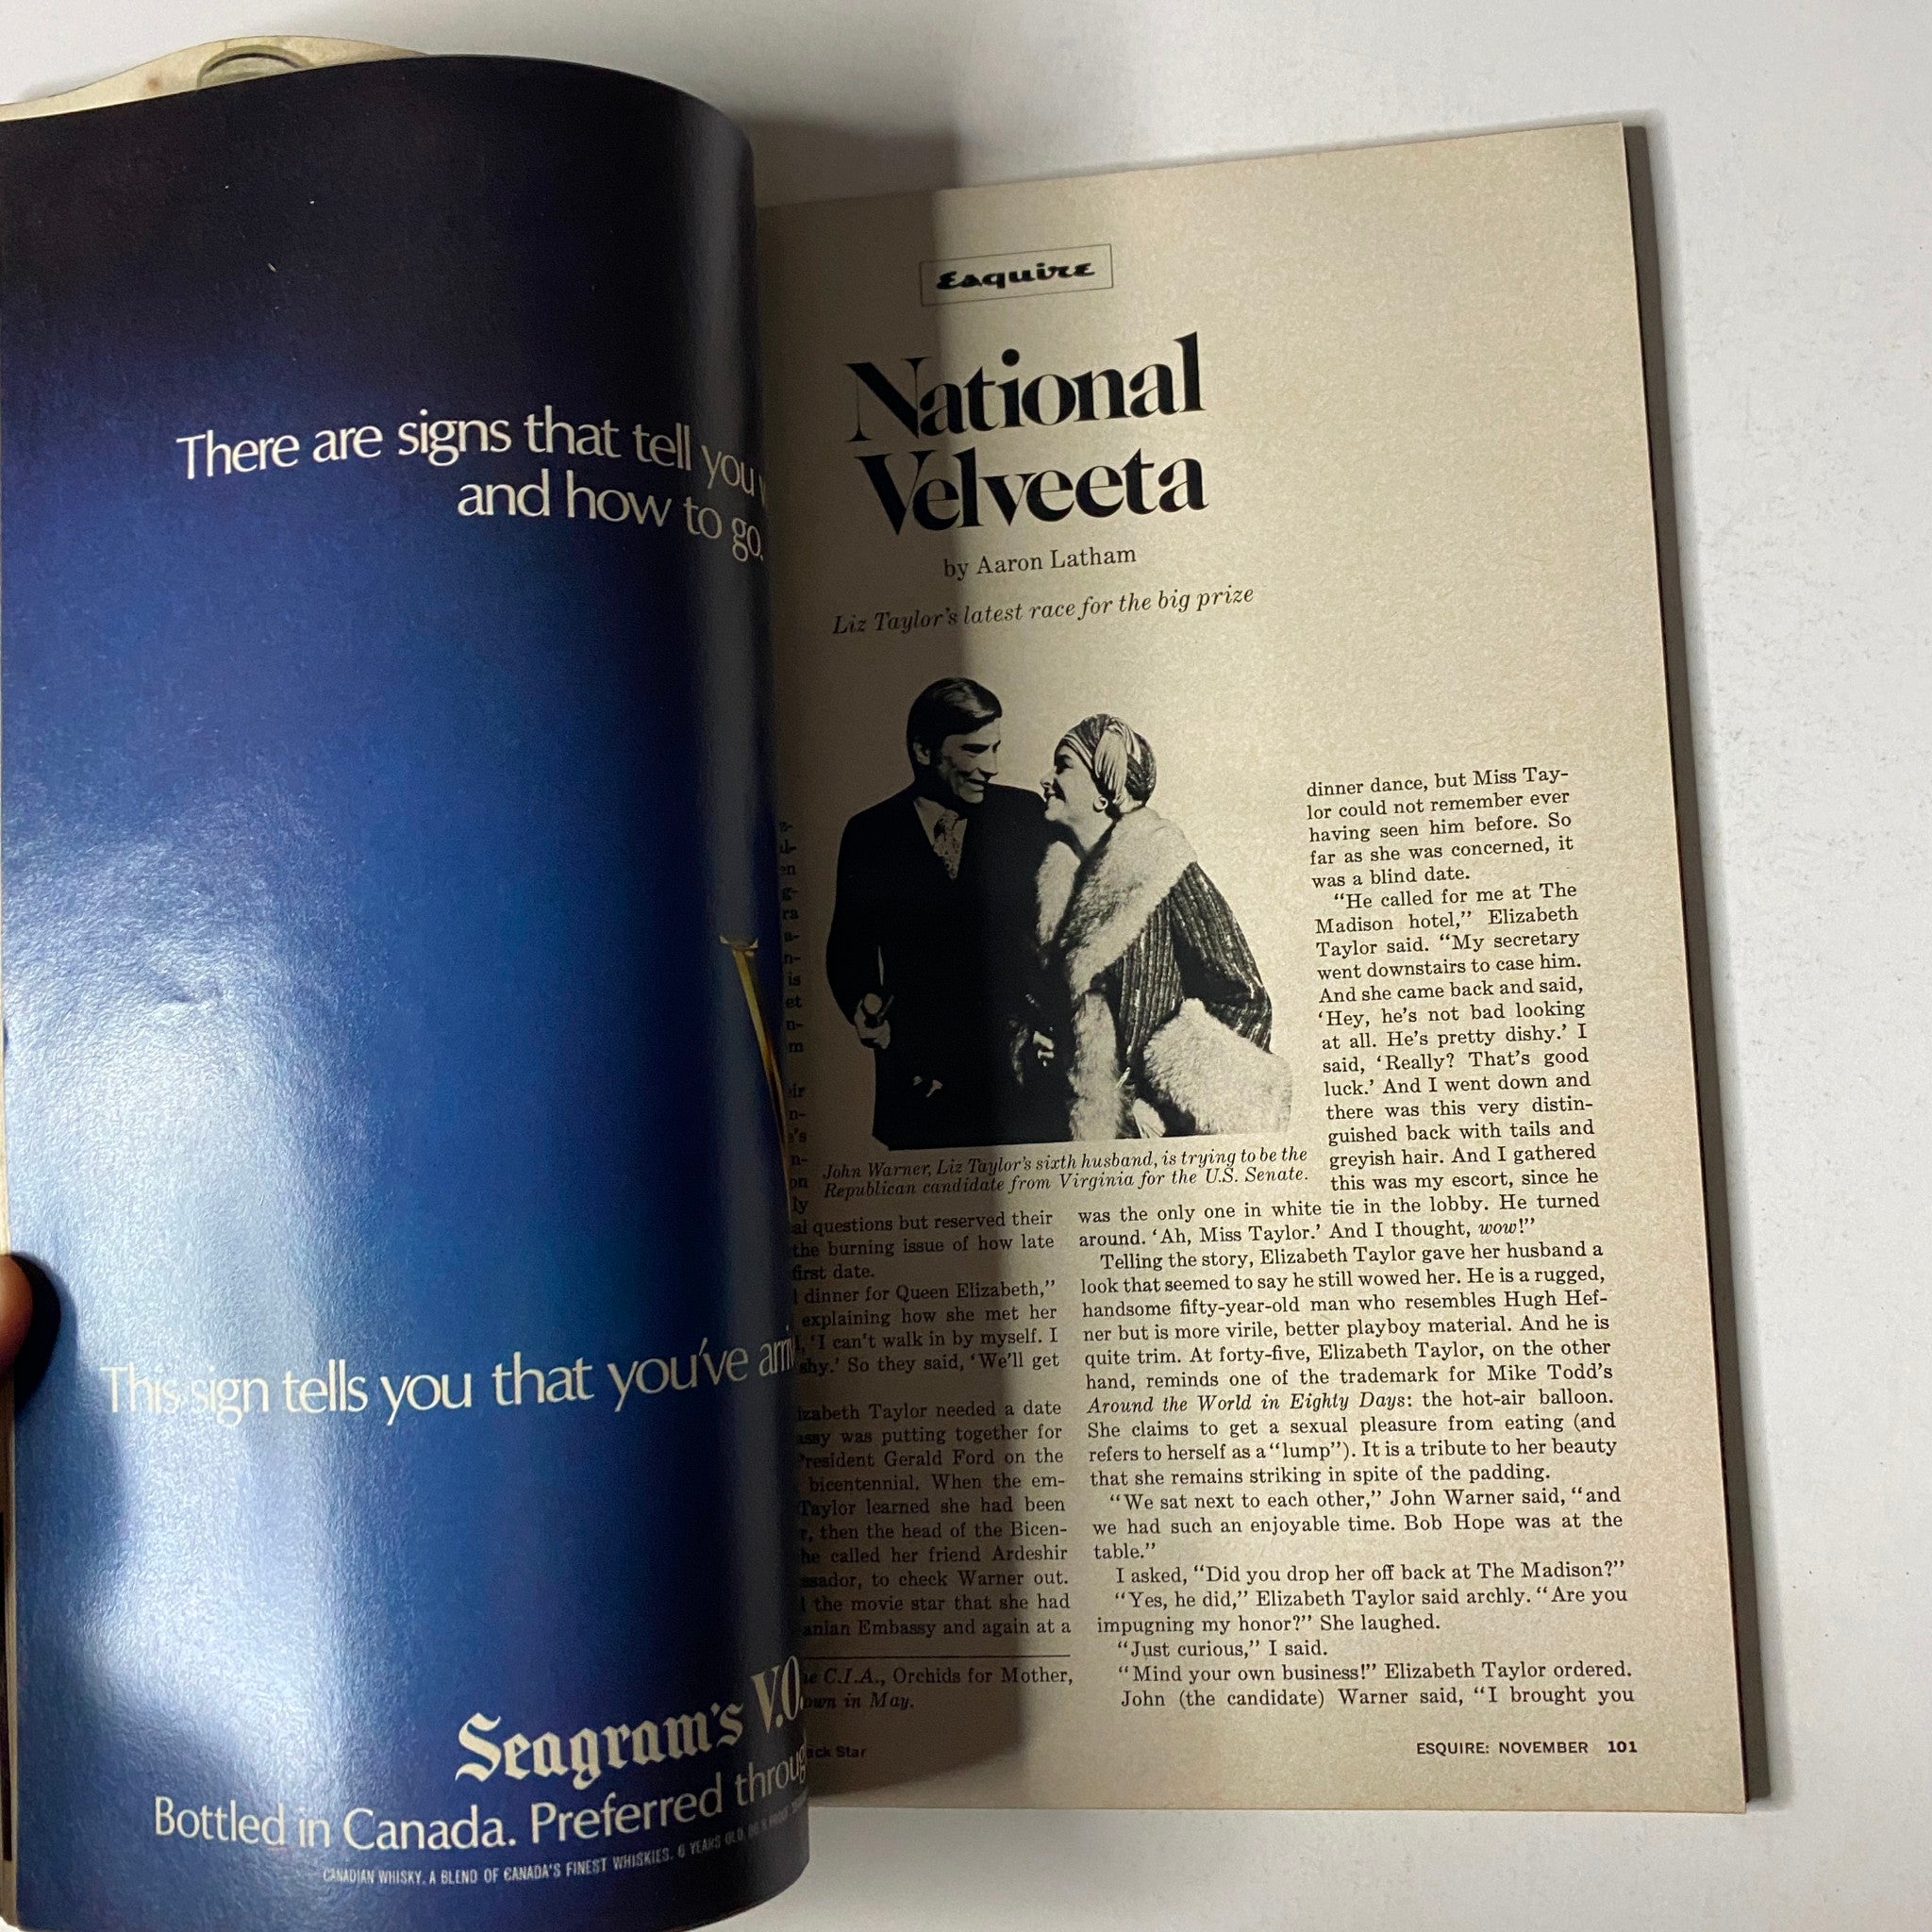 There are signs that tell you
and how to go.
This sign tells you that you've
Seagram's V.O.
Bottled in Canada. Preferred
CANADIAN WHISKY. A BLEND OF CANADA'S FINEST WHISKIES. 6 YEARS OLD.
Esquire
National
Velveeta
by Aaron Latham
Liz Taylor's latest race for the big prize
John Warner, Liz Taylor's sixth husband, is trying to be the
Republican candidate from Virginia for the U.S. Senate.
questions but reserved their
the burning issue of how late
first date.
dinner for Queen Elizabeth,”
explaining how she met her
‘I can't walk in by myself. I
So they said, ‘We'll get
Taylor needed a date
was putting together for
President Gerald Ford on the
bicentennial. When the em-
Taylor learned she had been
then the head of the Bicen-
called her friend Ardeshir
to check Warner out.
the movie star that she had
Embassy and again at a
C.I.A., Orchids for Mother,
in May.
Star
dinner dance, but Miss Tay-
lor could not remember ever
having seen him before. So
far as she was concerned, it
was a blind date.
“He called for me at The
Madison hotel,” Elizabeth
Taylor said. “My secretary
went downstairs to case him.
And she came back and said,
‘Hey, he's not bad looking
at all. He's pretty dishy.’ I
said, ‘Really? That's good
luck.’ And I went down and
there was this very distin-
guished back with tails and
greyish hair. And I gathered
this was my escort, since he
was the only one in white tie in the lobby. He turned
around. ‘Ah, Miss Taylor.’ And I thought, wow!”
Telling the story, Elizabeth Taylor gave her husband a
look that seemed to say he still wowed her. He is a rugged,
handsome fifty-year-old man who resembles Hugh Hef-
ner but is more virile, better playboy material. And he is
quite trim. At forty-five, Elizabeth Taylor, on the other
hand, reminds one of the trademark for Mike Todd's
Around the World in Eighty Days: the hot-air balloon.
She claims to get a sexual pleasure from eating (and
refers to herself as a “lump”). It is a tribute to her beauty
that she remains striking in spite of the padding.
“We sat next to each other,” John Warner said, “and
we had such an enjoyable time. Bob Hope was at the
table.”
I asked, “Did you drop her off back at The Madison?”
“Yes, he did,” Elizabeth Taylor said archly. “Are you
impugning my honor?” She laughed.
“Just curious,” I said.
“Mind your own business!” Elizabeth Taylor ordered.
John (the candidate) Warner said, “I brought you
ESQUIRE: NOVEMBER 101